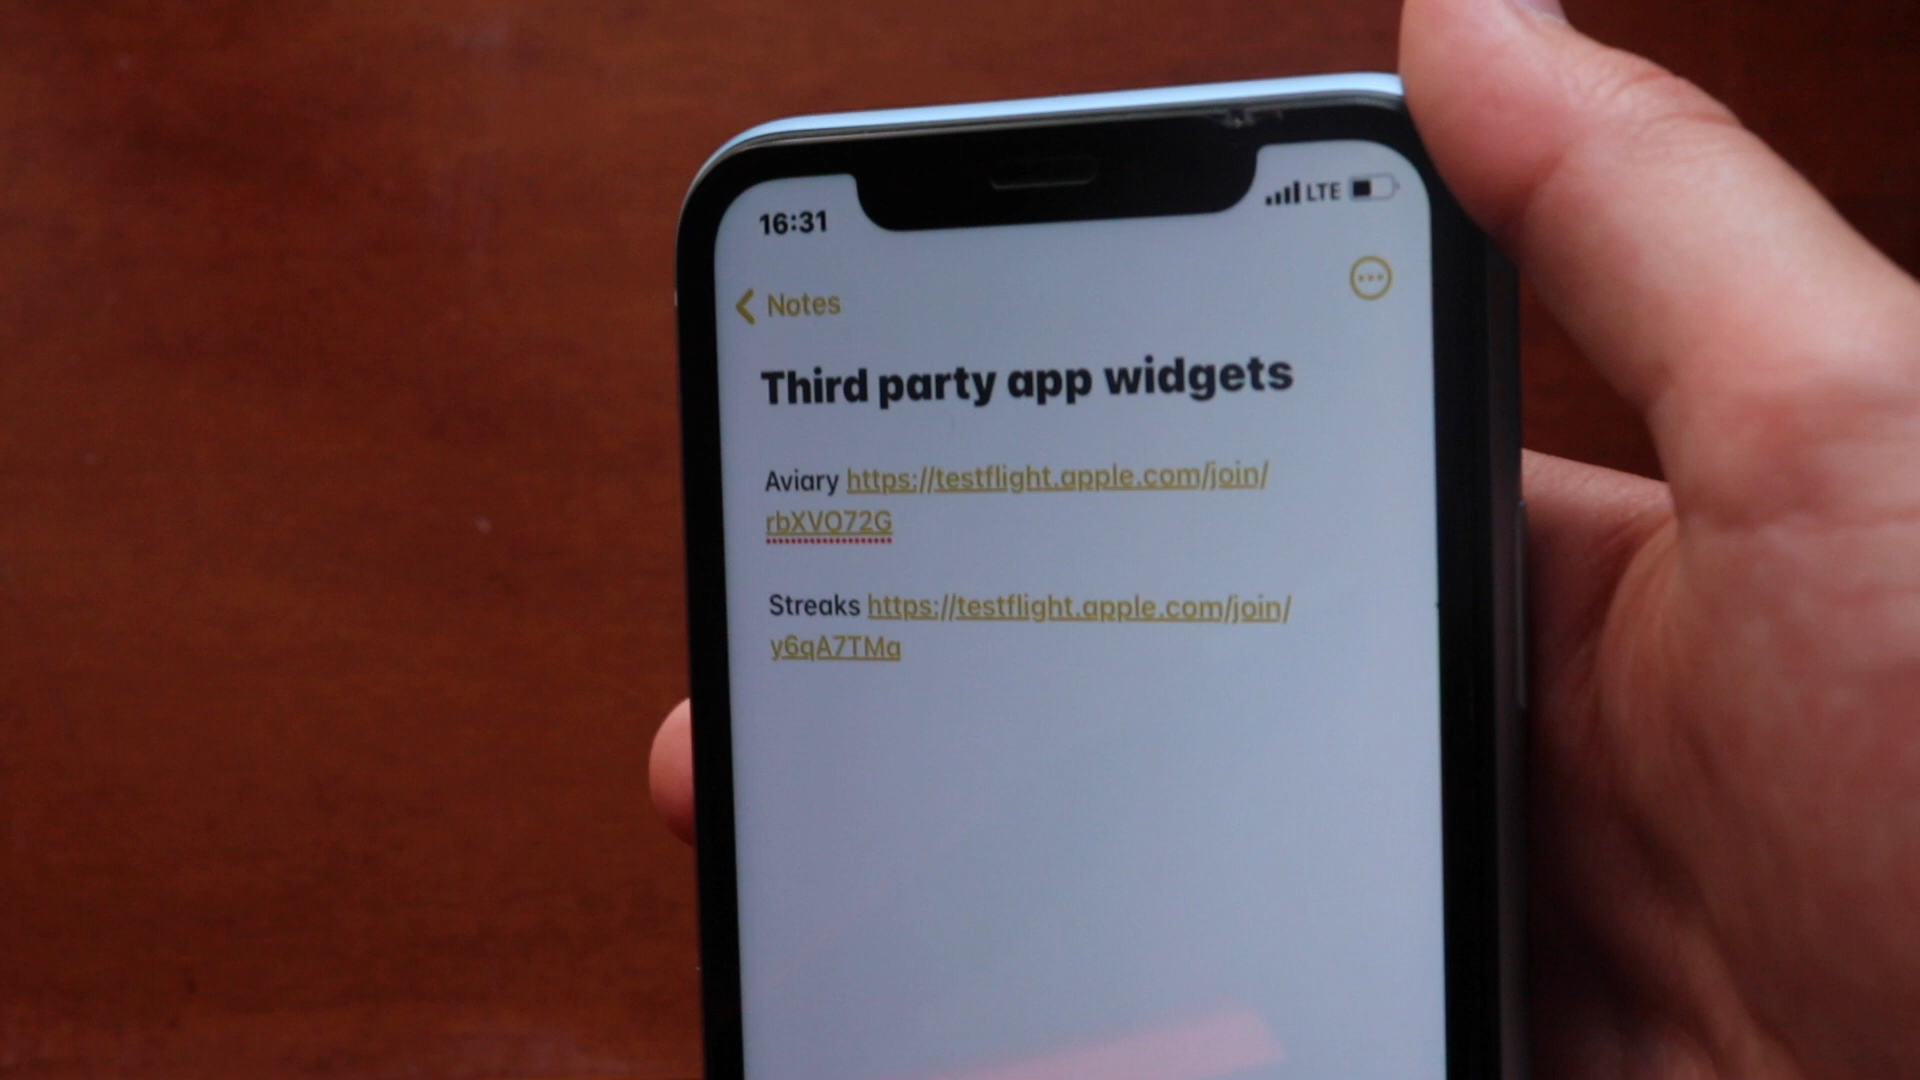 16:31
LTE
Notes
Third party app widgets
Aviary https://testflight.apple.com/join/
rbXVO72G
Streaks https://testflight.apple.com/join/
y6qA7TMa